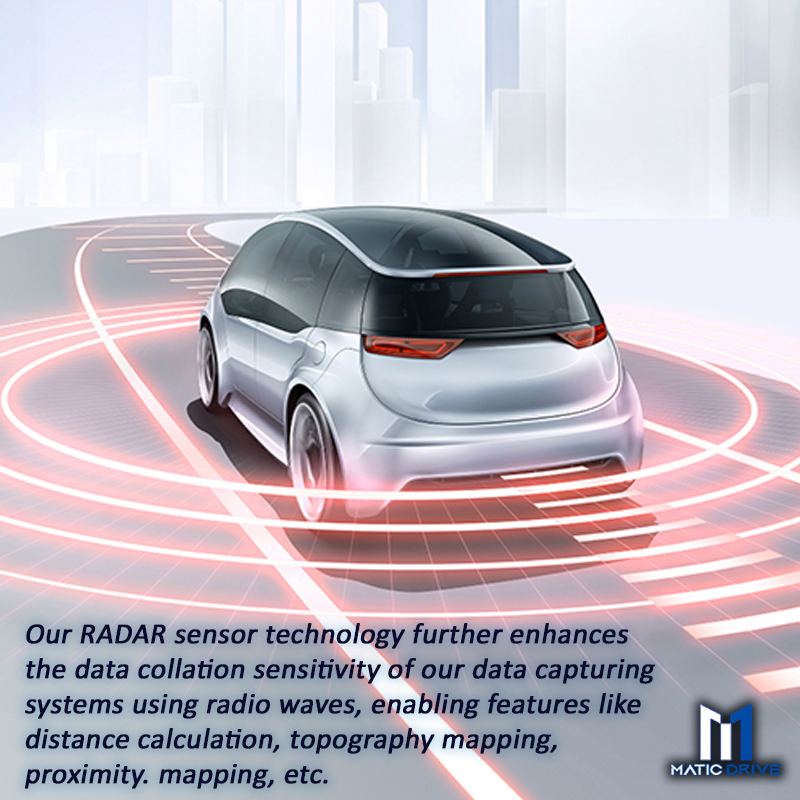 Our RADAR sensor technology further enhances
the data collation sensitivity of our data capturing
systems using radio waves, enabling features like
distance calculation, topography mapping,
proximity. mapping, etc.
MATIC DRIVE